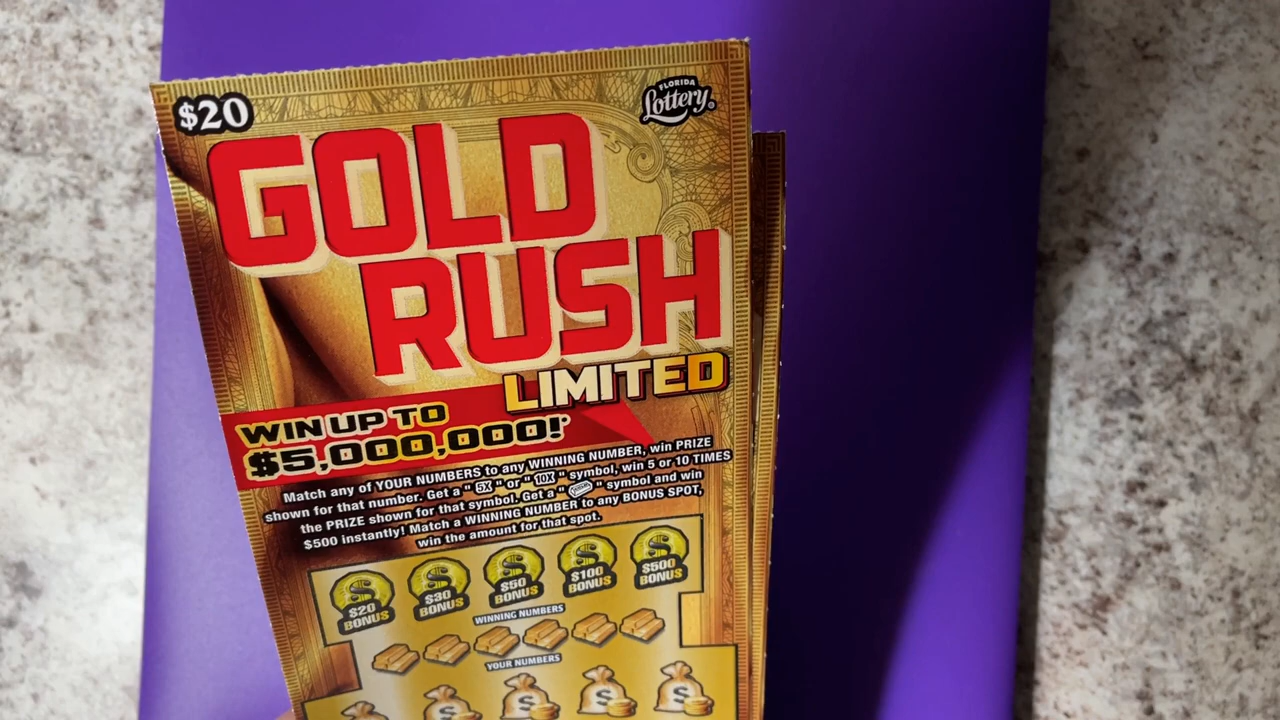 $20
FLORIDA
Lottery
GOLD
RUSH
LIMITED
WIN UP TO
$5,000,000!*
Match any of YOUR NUMBERS to any WINNING NUMBER, win PRIZE
shown for that number. Get a "5X" or "10X" symbol, win 5 or 10 TIMES
the PRIZE shown for that symbol. Get a " " symbol and win
$500 instantly! Match a WINNING NUMBER to any BONUS SPOT,
win the amount for that spot.
$20 BONUS $30 BONUS $50 BONUS $100 BONUS $500 BONUS
WINNING NUMBERS
YOUR NUMBERS